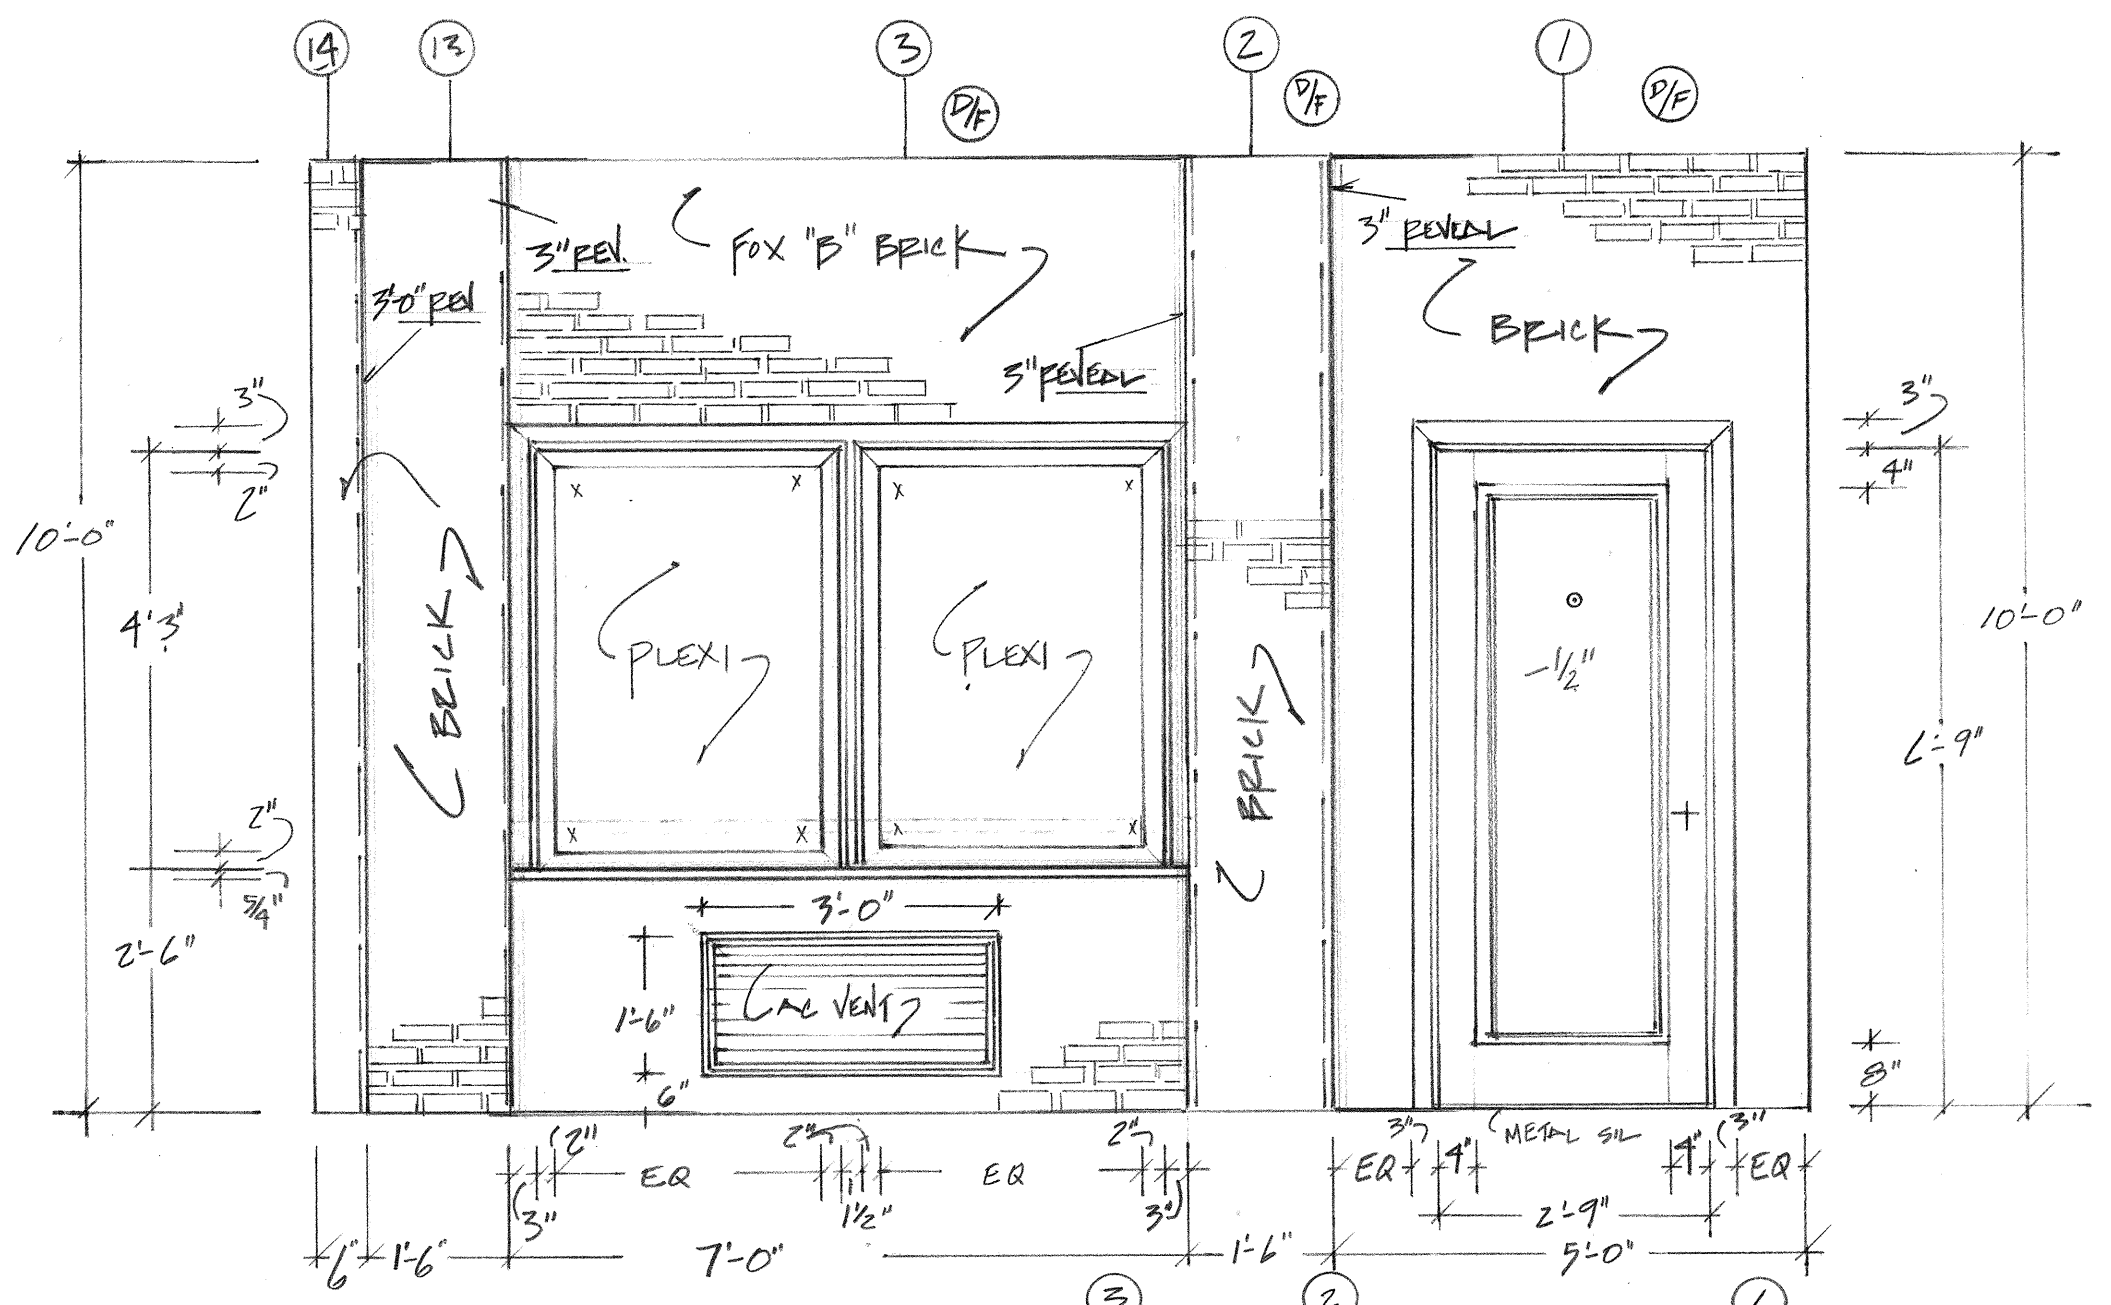 14 13 3 2 1
D/F D/F D/F
3" REV. FOX "B" BRICK 3" REVEAL
3'-0" REV BRICK
3" REVEAL
3" 3"
2" 4"
10'-0"
4'3"
BRICK
PLEXI PLEXI
BRICK
-1/2"
10'-0"
6'-9"
2"
5/4"
2'-6"
3'-0"
1'-6" AC VENT
6"
8"
2" 2" 2" 3" METAL SIL 3"
EQ EQ EQ 4" 4" EQ
3" 1" 1 1/2" 3" 2'-9"
6" 1'-6" 7'-0" 1'-6" 5'-0"
3 2 1